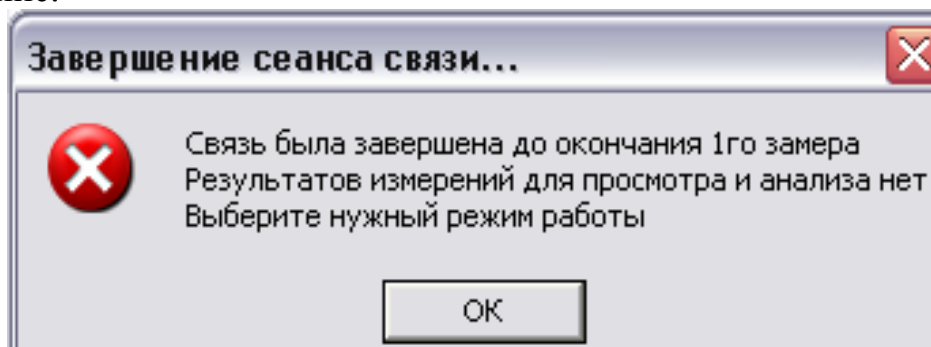 Завершение сеанса связи...
Связь была завершена до окончания 1го замера
Результатов измерений для просмотра и анализа нет
Выберите нужный режим работы
ОК